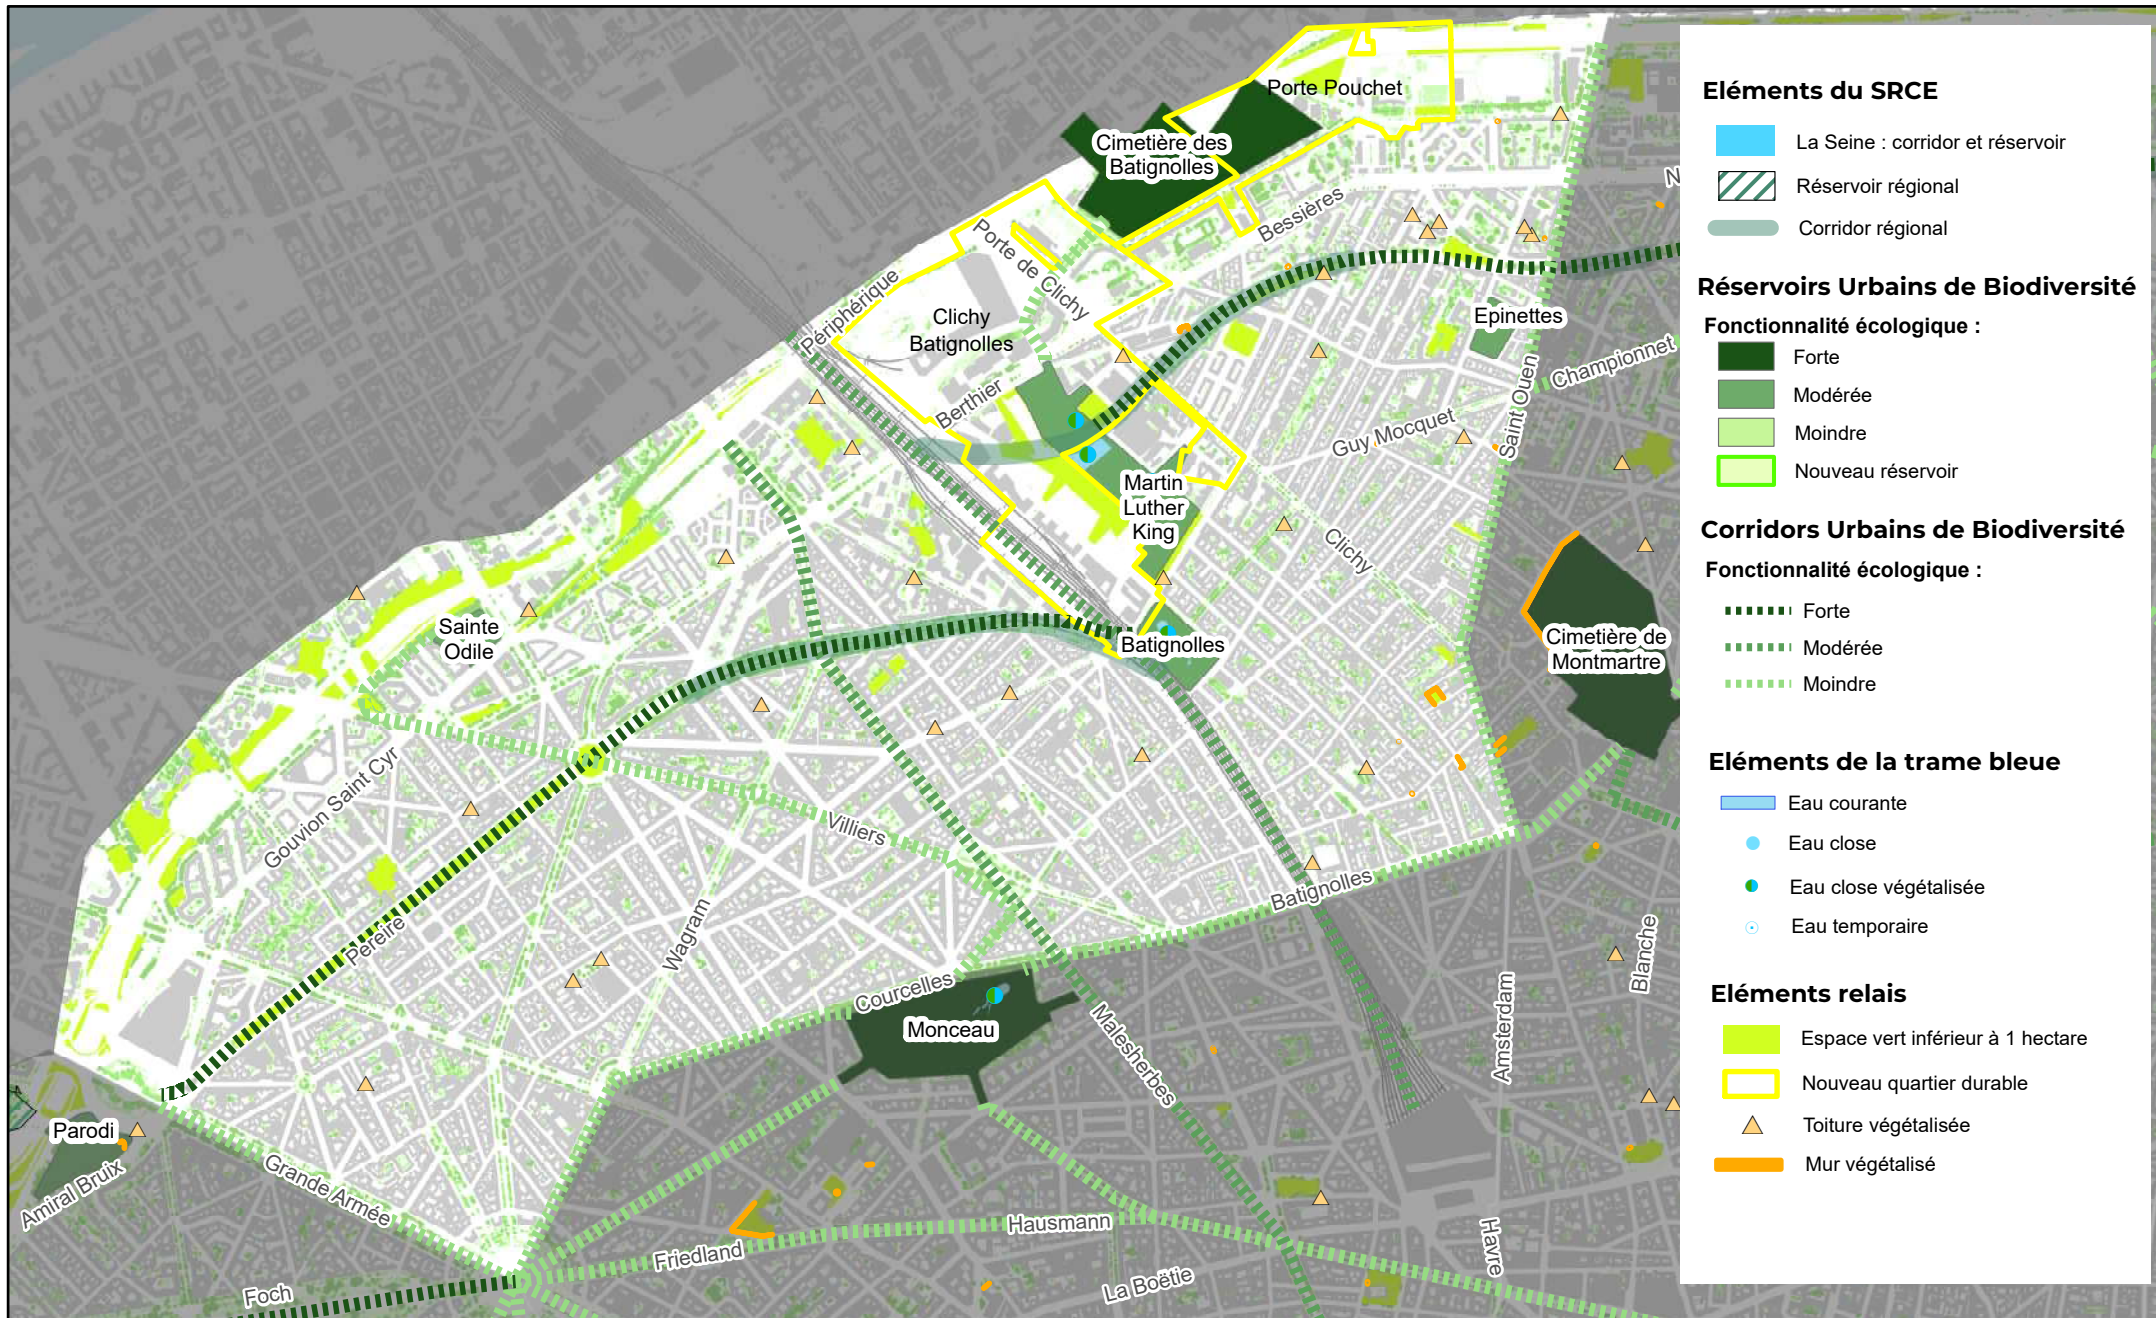 Porte Pouchet
Cimetière des
Batignolles
Bessières
Porte de Clichy
Périphérique
Clichy
Batignolles
Berthier
Epinettes
Championnet
Saint Ouen
Guy Mocquet
Martin
Luther
King
Clichy
Sainte
Odile
Batignolles
Cimetière de
Montmartre
Gouvion Saint Cyr
Villiers
Batignolles
Pereire
Wagram
Courcelles
Monceau
Malesherbes
Amsterdam
Blanche
Parodi
Amiral Bruix
Grande Armée
Hausmann
Friedland
Foch
La Boëtie
Havre
N
Eléments du SRCE
La Seine : corridor et réservoir
Réservoir régional
Corridor régional
Réservoirs Urbains de Biodiversité
Fonctionnalité écologique :
Forte
Modérée
Moindre
Nouveau réservoir
Corridors Urbains de Biodiversité
Fonctionnalité écologique :
Forte
Modérée
Moindre
Eléments de la trame bleue
Eau courante
Eau close
Eau close végétalisée
Eau temporaire
Eléments relais
Espace vert inférieur à 1 hectare
Nouveau quartier durable
Toiture végétalisée
Mur végétalisé